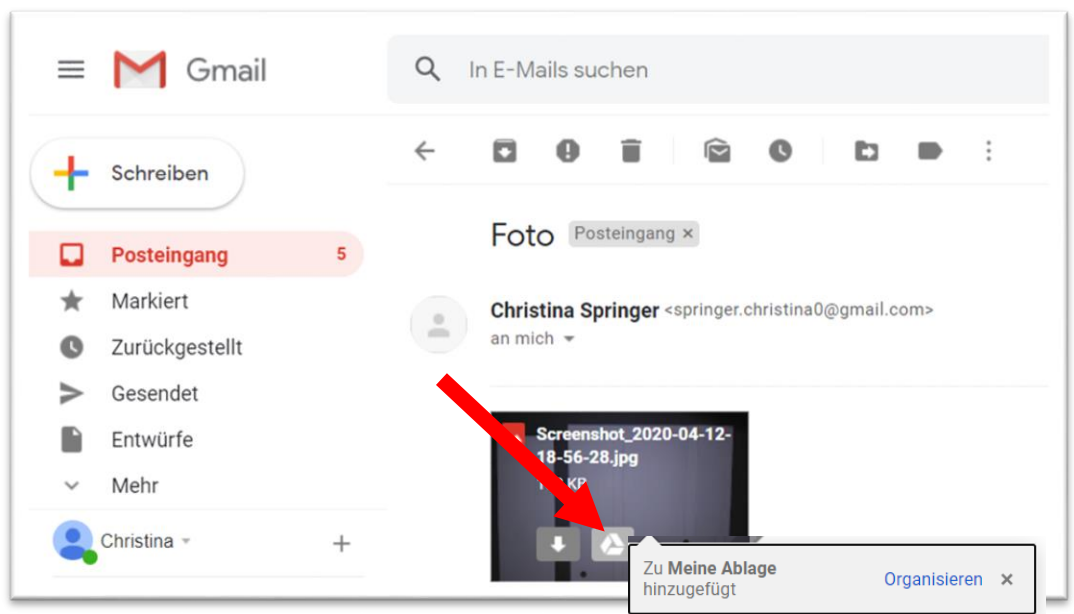 Gmail
In E-Mails suchen
Schreiben
Posteingang 5
Markiert
Zurückgestellt
Gesendet
Entwürfe
Mehr
Christina
Foto Posteingang ×
Christina Springer <springer.christina0@gmail.com>
an mich
Screenshot_2020-04-12-
18-56-28.jpg
KB
Zu Meine Ablage
hinzugefügt
Organisieren ×